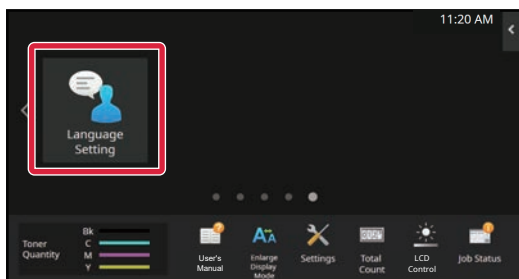 11:20 AM
Language
Setting
Toner
Quantity
Bk
C
M
Y
User's
Manual
Enlarge
Display
Mode
Settings
Total
Count
LCD
Control
Job Status